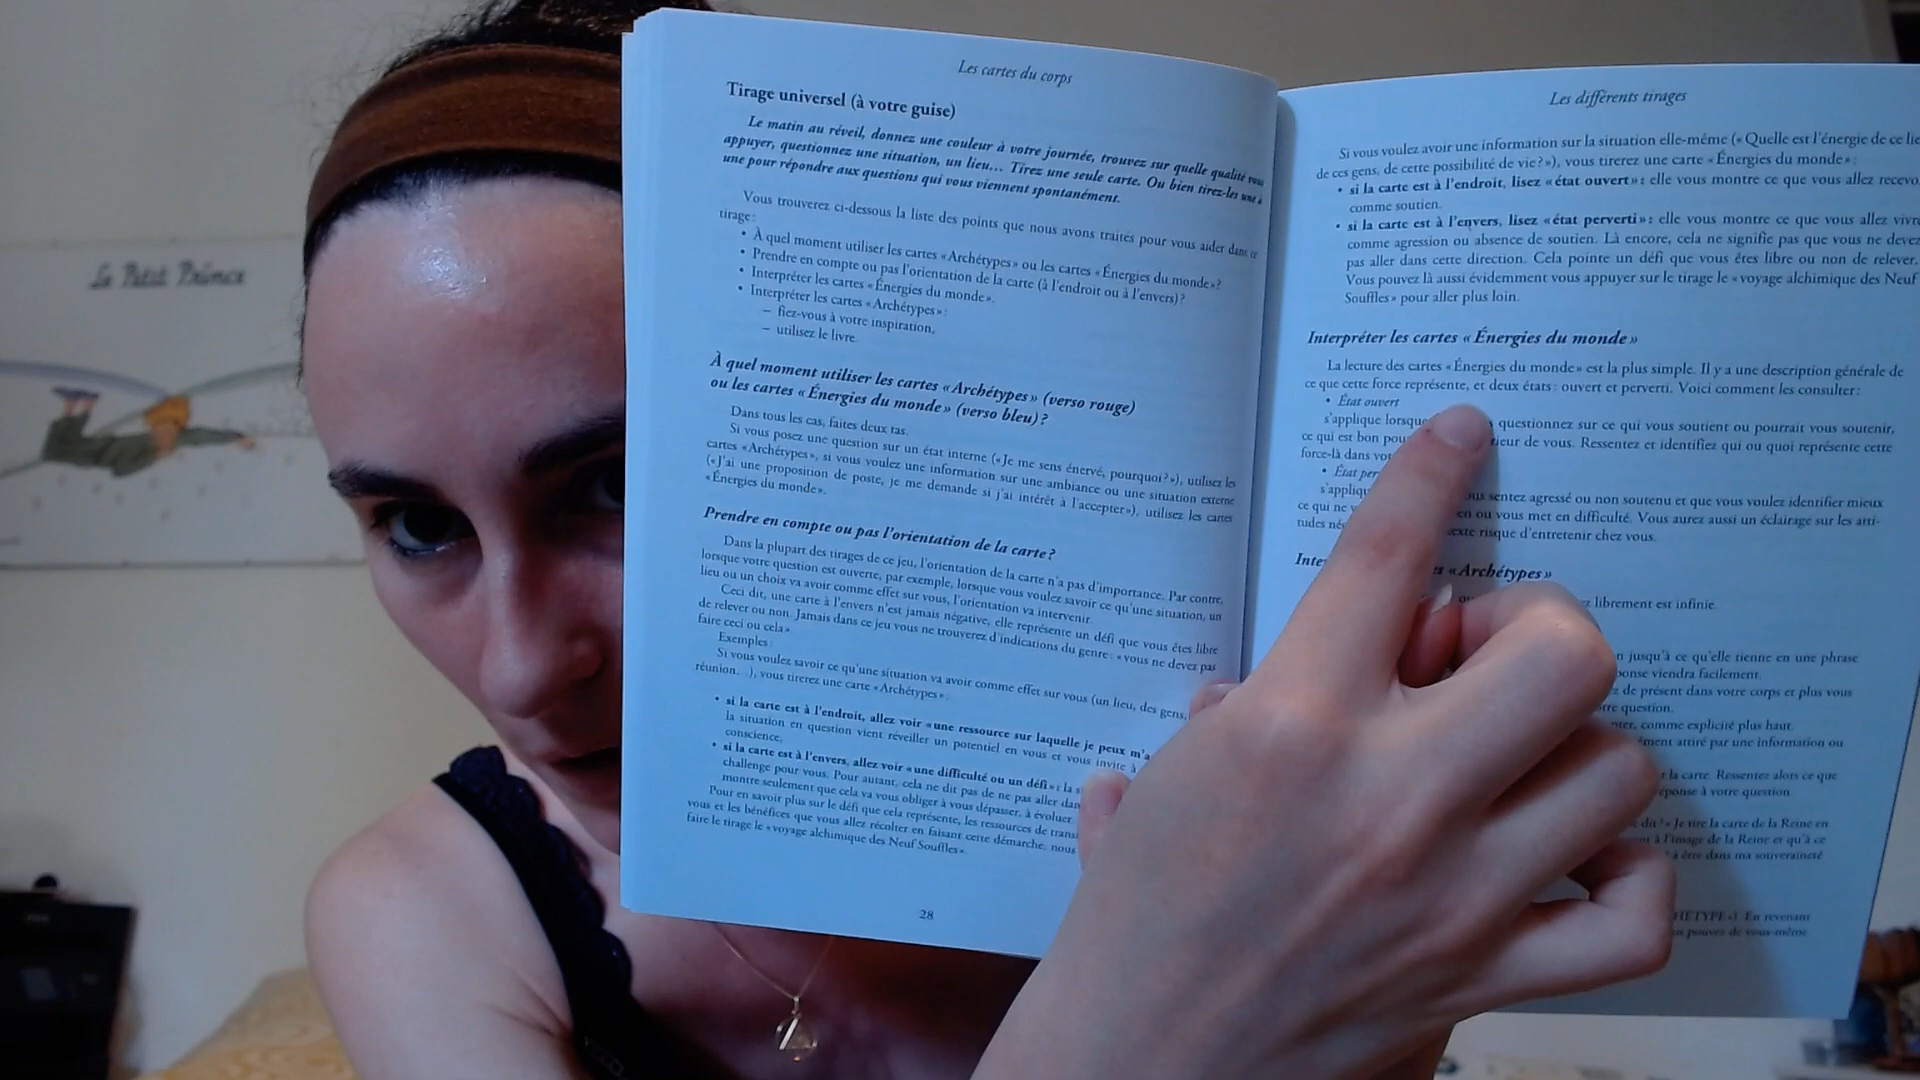 Le Petit Prince
Les cartes du corps
Tirage universel (à votre guise)
Le matin au réveil, donnez une couleur à votre journée, trouvez sur quelle qualité vous
appuyer, questionnez une situation, un lieu... Tirez une seule carte. Ou bien tirez-les une à
une pour répondre aux questions qui vous viennent spontanément.
Vous trouverez ci-dessous la liste des points que nous avons traités pour vous aider dans ce
tirage :
• À quel moment utiliser les cartes « Archétypes » ou les cartes « Énergies du monde » ?
• Prendre en compte ou pas l'orientation de la carte (à l'endroit ou à l'envers) ?
• Interpréter les cartes « Énergies du monde ».
• Interpréter les cartes « Archétypes » :
– fiez-vous à votre inspiration,
– utilisez le livre.
À quel moment utiliser les cartes « Archétypes » (verso rouge)
ou les cartes « Énergies du monde » (verso bleu) ?
Dans tous les cas, faites deux tas.
Si vous posez une question sur un état interne (« Je me sens énervé, pourquoi ? »), utilisez les
cartes « Archétypes », si vous voulez une information sur une ambiance ou une situation externe
(« J'ai une proposition de poste, je me demande si j'ai intérêt à l'accepter »), utilisez les cartes
« Énergies du monde ».
Prendre en compte ou pas l'orientation de la carte ?
Dans la plupart des tirages de ce jeu, l'orientation de la carte n'a pas d'importance. Par contre,
lorsque votre question est ouverte, par exemple, lorsque vous voulez savoir ce qu'une situation, un
lieu ou un choix va avoir comme effet sur vous, l'orientation va intervenir.
Ceci dit, une carte à l'envers n'est jamais négative, elle représente un défi que vous êtes libre
de relever ou non. Jamais dans ce jeu vous ne trouverez d'indications du genre : « vous ne devez pas
faire ceci ou cela »
Exemples :
Si vous voulez savoir ce qu'une situation va avoir comme effet sur vous (un lieu, des gens,
réunion...), vous tirerez une carte « Archétypes » :
• si la carte est à l'endroit, allez voir « une ressource sur laquelle je peux m'a
la situation en question vient réveiller un potentiel en vous et vous invite à
conscience,
• si la carte est à l'envers, allez voir « une difficulté ou un défi » : la s
challenge pour vous. Pour autant, cela ne dit pas de ne pas aller dan
montre seulement que cela va vous obliger à vous dépasser, à évoluer.
Pour en savoir plus sur le défi que cela représente, les ressources de trans
vous et les bénéfices que vous allez récolter en faisant cette démarche, nous
faire le tirage le « voyage alchimique des Neuf Souffles ».
28
Les différents tirages
Si vous voulez avoir une information sur la situation elle-même (« Quelle est l'énergie de ce lie
de ces gens, de cette possibilité de vie ? »), vous tirerez une carte « Énergies du monde » :
• si la carte est à l'endroit, lisez « état ouvert » : elle vous montre ce que vous allez recevo
comme soutien.
• si la carte est à l'envers, lisez « état perverti » : elle vous montre ce que vous allez vivr
comme agression ou absence de soutien. Là encore, cela ne signifie pas que vous ne devez
pas aller dans cette direction. Cela pointe un défi que vous êtes libre ou non de relever.
Vous pouvez là aussi évidemment vous appuyer sur le tirage le « voyage alchimique des Neuf
Souffles » pour aller plus loin.
Interpréter les cartes « Énergies du monde »
La lecture des cartes « Énergies du monde » est la plus simple. Il y a une description générale de
ce que cette force représente, et deux états : ouvert et perverti. Voici comment les consulter :
• État ouvert
s'applique lorsque questionnez sur ce qui vous soutient ou pourrait vous soutenir,
ce qui est bon pou ieur de vous. Ressentez et identifiez qui ou quoi représente cette
force-là dans vo
• État per
s'appliq ous sentez agressé ou non soutenu et que vous voulez identifier mieux
ce qui ne v en ou vous met en difficulté. Vous aurez aussi un éclairage sur les atti-
tudes né exte risque d'entretenir chez vous.
Inte s « Archétypes »
z librement est infinie.
n jusqu'à ce qu'elle tienne en une phrase
ponse viendra facilement.
z de présent dans votre corps et plus vous
tre question.
nter, comme explicité plus haut.
ément attiré par une information ou
r la carte. Ressentez alors ce que
éponse à votre question.
dit ? » Je tire la carte de la Reine en
nt à l'image de la Reine et qu'à ce
à être dans ma souveraineté
HÉTYPE »] En revenant
s pouvez de vous-même